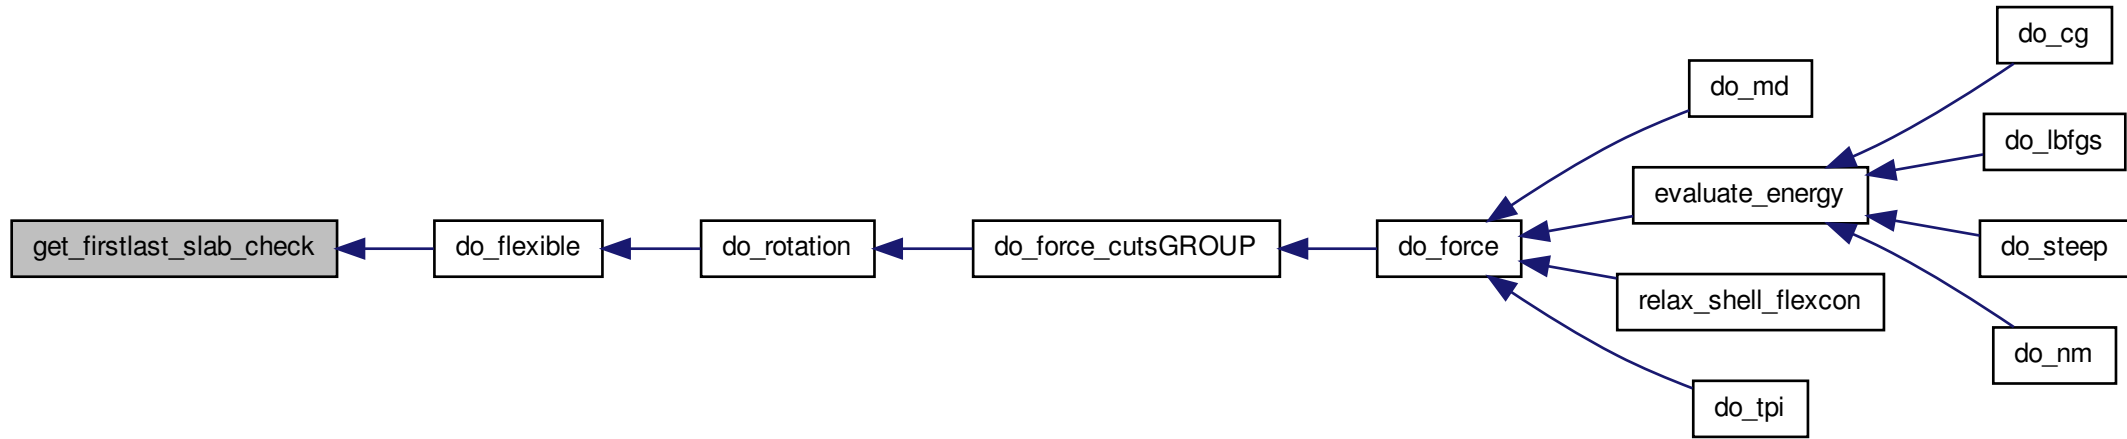 get_firstlast_slab_check
do_flexible
do_rotation
do_force_cutsGROUP
do_force
do_md
evaluate_energy
relax_shell_flexcon
do_tpi
do_cg
do_lbfgs
do_steep
do_nm